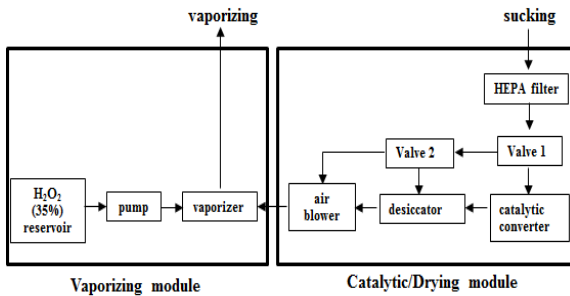 vaporizing
sucking
HEPA filter
Valve 2
Valve 1
H₂O₂
(35%)
reservoir
pump
vaporizer
air
blower
desiccator
catalytic
converter
Vaporizing module
Catalytic/Drying module